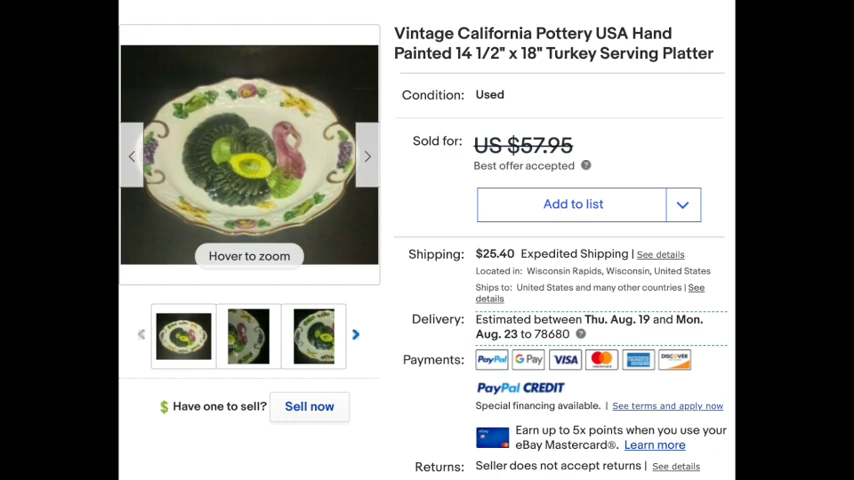 Vintage California Pottery USA Hand
Painted 14 1/2" x 18" Turkey Serving Platter
Condition: Used
Sold for: US $57.95
Best offer accepted
Add to list
Hover to zoom
Shipping: $25.40 Expedited Shipping | See details
Located in: Wisconsin Rapids, Wisconsin, United States
Ships to: United States and many other countries | See
details
Delivery: Estimated between Thu. Aug. 19 and Mon.
Aug. 23 to 78680
Payments: PayPal G Pay VISA mastercard AMERICAN EXPRESS DISCOVER
PayPal CREDIT
Special financing available. | See terms and apply now
$ Have one to sell? Sell now
Earn up to 5x points when you use your
eBay Mastercard®. Learn more
Returns: Seller does not accept returns | See details